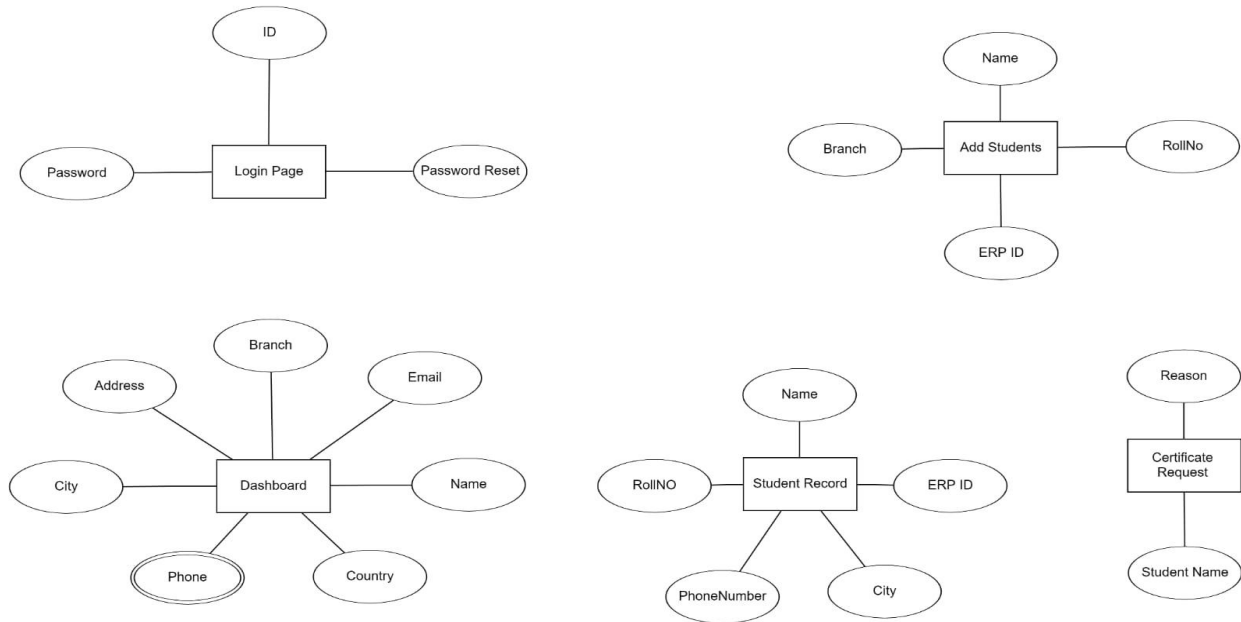 ID
Password
Login Page
Password Reset
Name
Branch
Add Students
RollNo
ERP ID
Branch
Address
Email
City
Dashboard
Name
Phone
Country
Name
RollNO
Student Record
ERP ID
PhoneNumber
City
Reason
Certificate
Request
Student Name